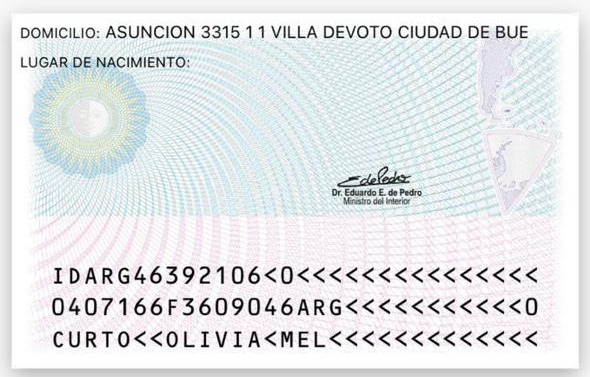 DOMICILIO: ASUNCION 3315 1 1 VILLA DEVOTO CIUDAD DE BUE
LUGAR DE NACIMIENTO:
Dr. Eduardo E. de Pedro
Ministro del Interior
IDARG46392106<0<<<<<<<<<<<<<<<
0407166F3609046ARG<<<<<<<<<<<0
CURTO<<OLIVIA<MEL<<<<<<<<<<<<<